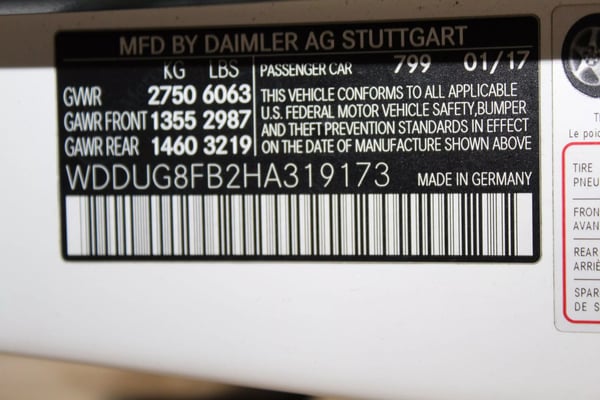 MFD BY DAIMLER AG STUTTGART
KG LBS
GVWR 2750 6063
GAWR FRONT 1355 2987
GAWR REAR 1460 3219
PASSENGER CAR 799 01/17
THIS VEHICLE CONFORMS TO ALL APPLICABLE
U.S. FEDERAL MOTOR VEHICLE SAFETY,BUMPER
AND THEFT PREVENTION STANDARDS IN EFFECT
ON THE DATE OF MANUFACTURE SHOWN ABOVE
WDDUG8FB2HA319173 MADE IN GERMANY
Le poi
TIRE
PNEU
FRON
AVAN
REAR
ARRIÈ
SPAR
DE S